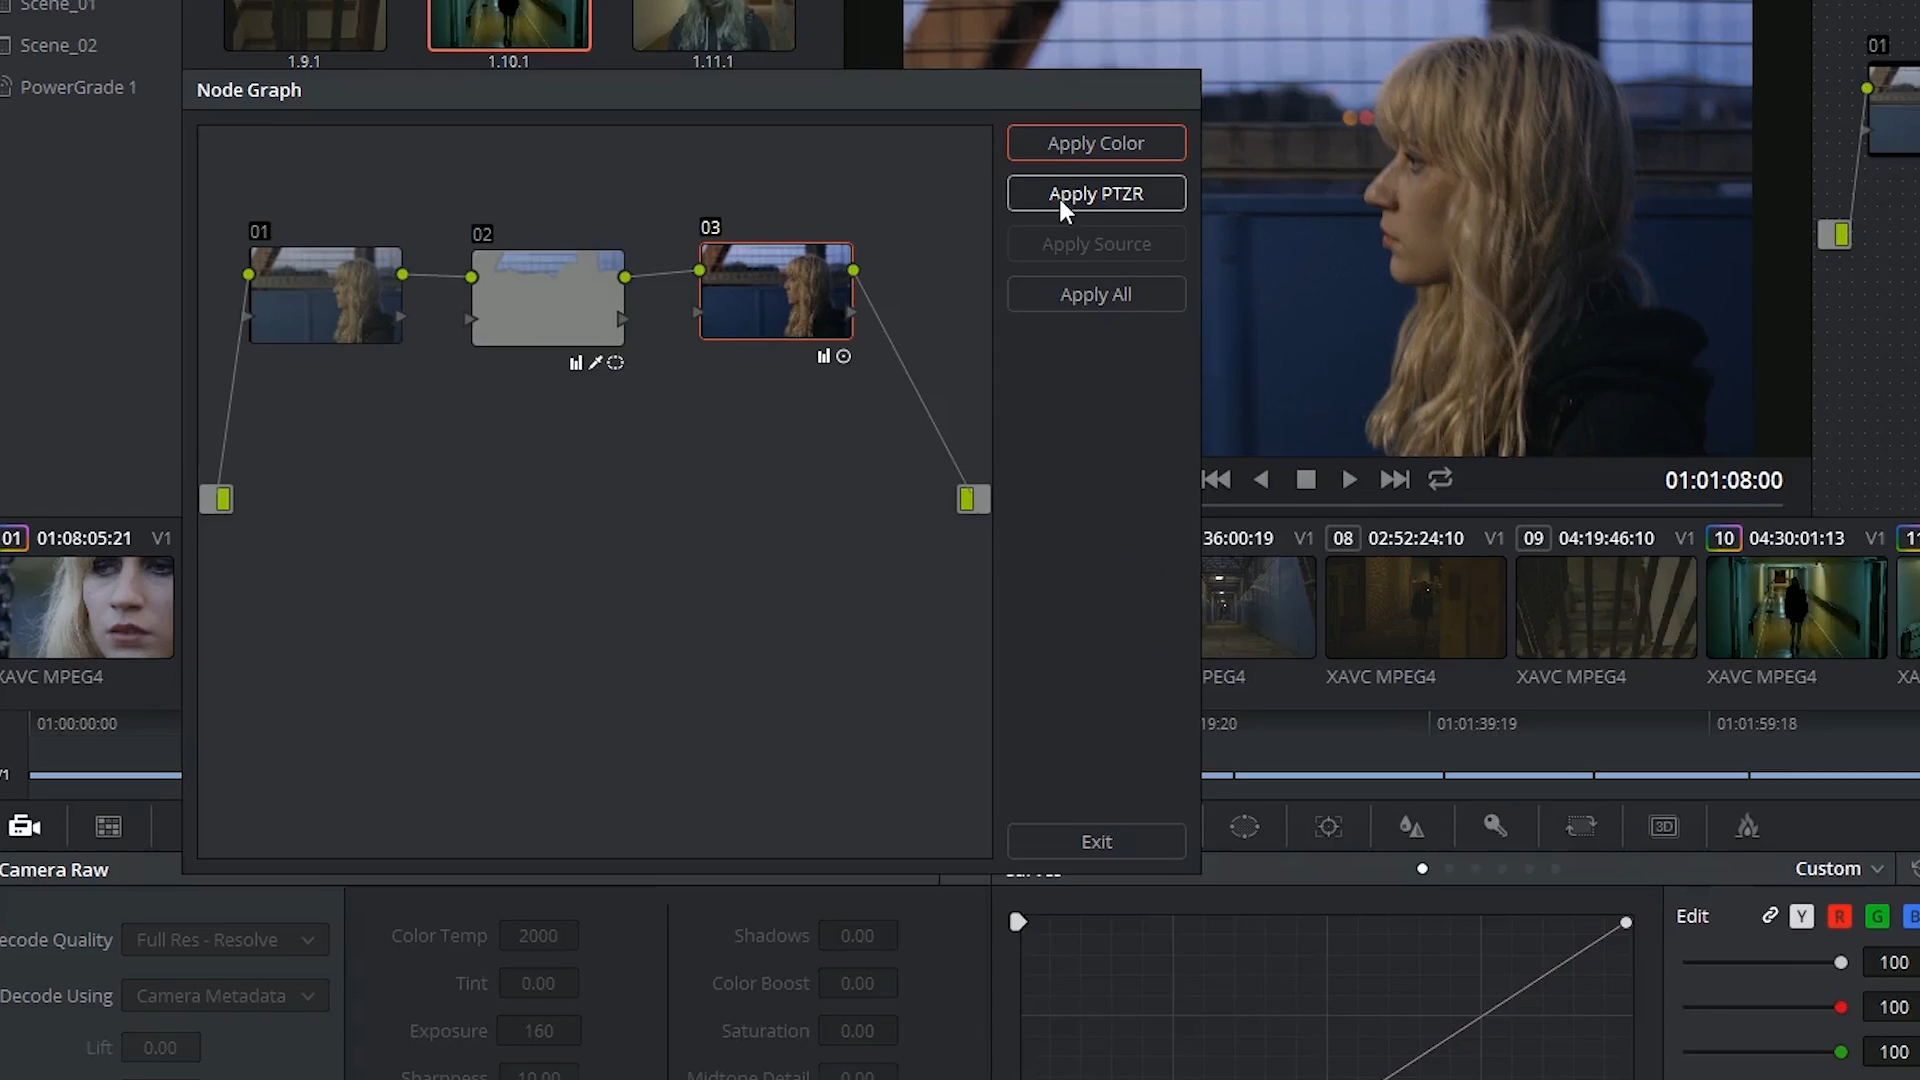 Scene_01
Scene_02
PowerGrade 1
1.9.1
1.10.1
1.11.1
Node Graph
Apply Color
Apply PTZR
Apply Source
Apply All
Exit
01
02
03
01
01:01:08:00
01 01:08:05:21 V1
36:00:19 V1
08 02:52:24:10 V1
09 04:19:46:10 V1
10 04:30:01:13 V1
XAVC MPEG4
PEG4
XAVC MPEG4
XAVC MPEG4
XAVC MPEG4
XA
01:00:00:00
19:20
01:01:39:19
01:01:59:18
3D
Camera Raw
Custom
ecode Quality Full Res - Resolve
Decode Using Camera Metadata
Lift 0.00
Color Temp 2000
Tint 0.00
Exposure 160
Sharpness 10.00
Shadows 0.00
Color Boost 0.00
Saturation 0.00
Midtone Detail 0.00
Edit Y R G B
100
100
100